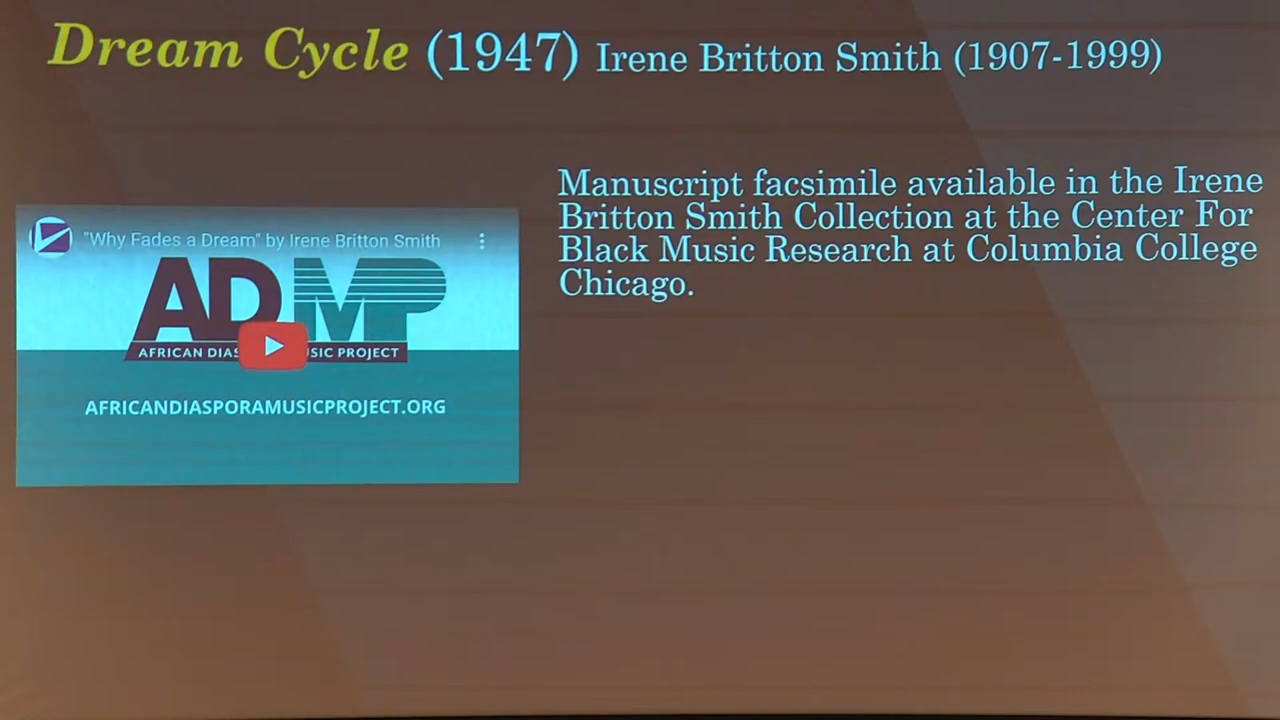 Dream Cycle (1947) Irene Britton Smith (1907-1999)
Manuscript facsimile available in the Irene
Britton Smith Collection at the Center For
Black Music Research at Columbia College
Chicago.
"Why Fades a Dream" by Irene Britton Smith
ADMP
AFRICAN DIAS SIC PROJECT
AFRICANDIASPORAMUSICPROJECT.ORG